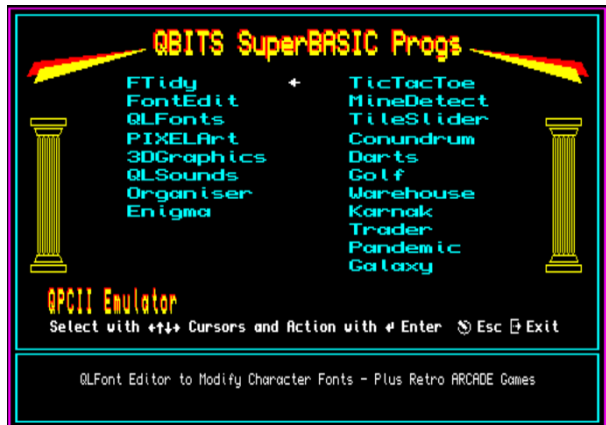 QBITS SuperBASIC Progs
FTidy ← TicTacToe
FontEdit MineDetect
QLFonts TileSlider
PIXELArt Conundrum
3DGraphics Darts
QLSounds Golf
Organiser Warehouse
Enigma Karnak
Trader
Pandemic
Galaxy
QPCII Emulator
Select with ←↑↓→ Cursors and Action with ↵ Enter Esc Exit
QLFont Editor to Modify Character Fonts - Plus Retro ARCADE Games